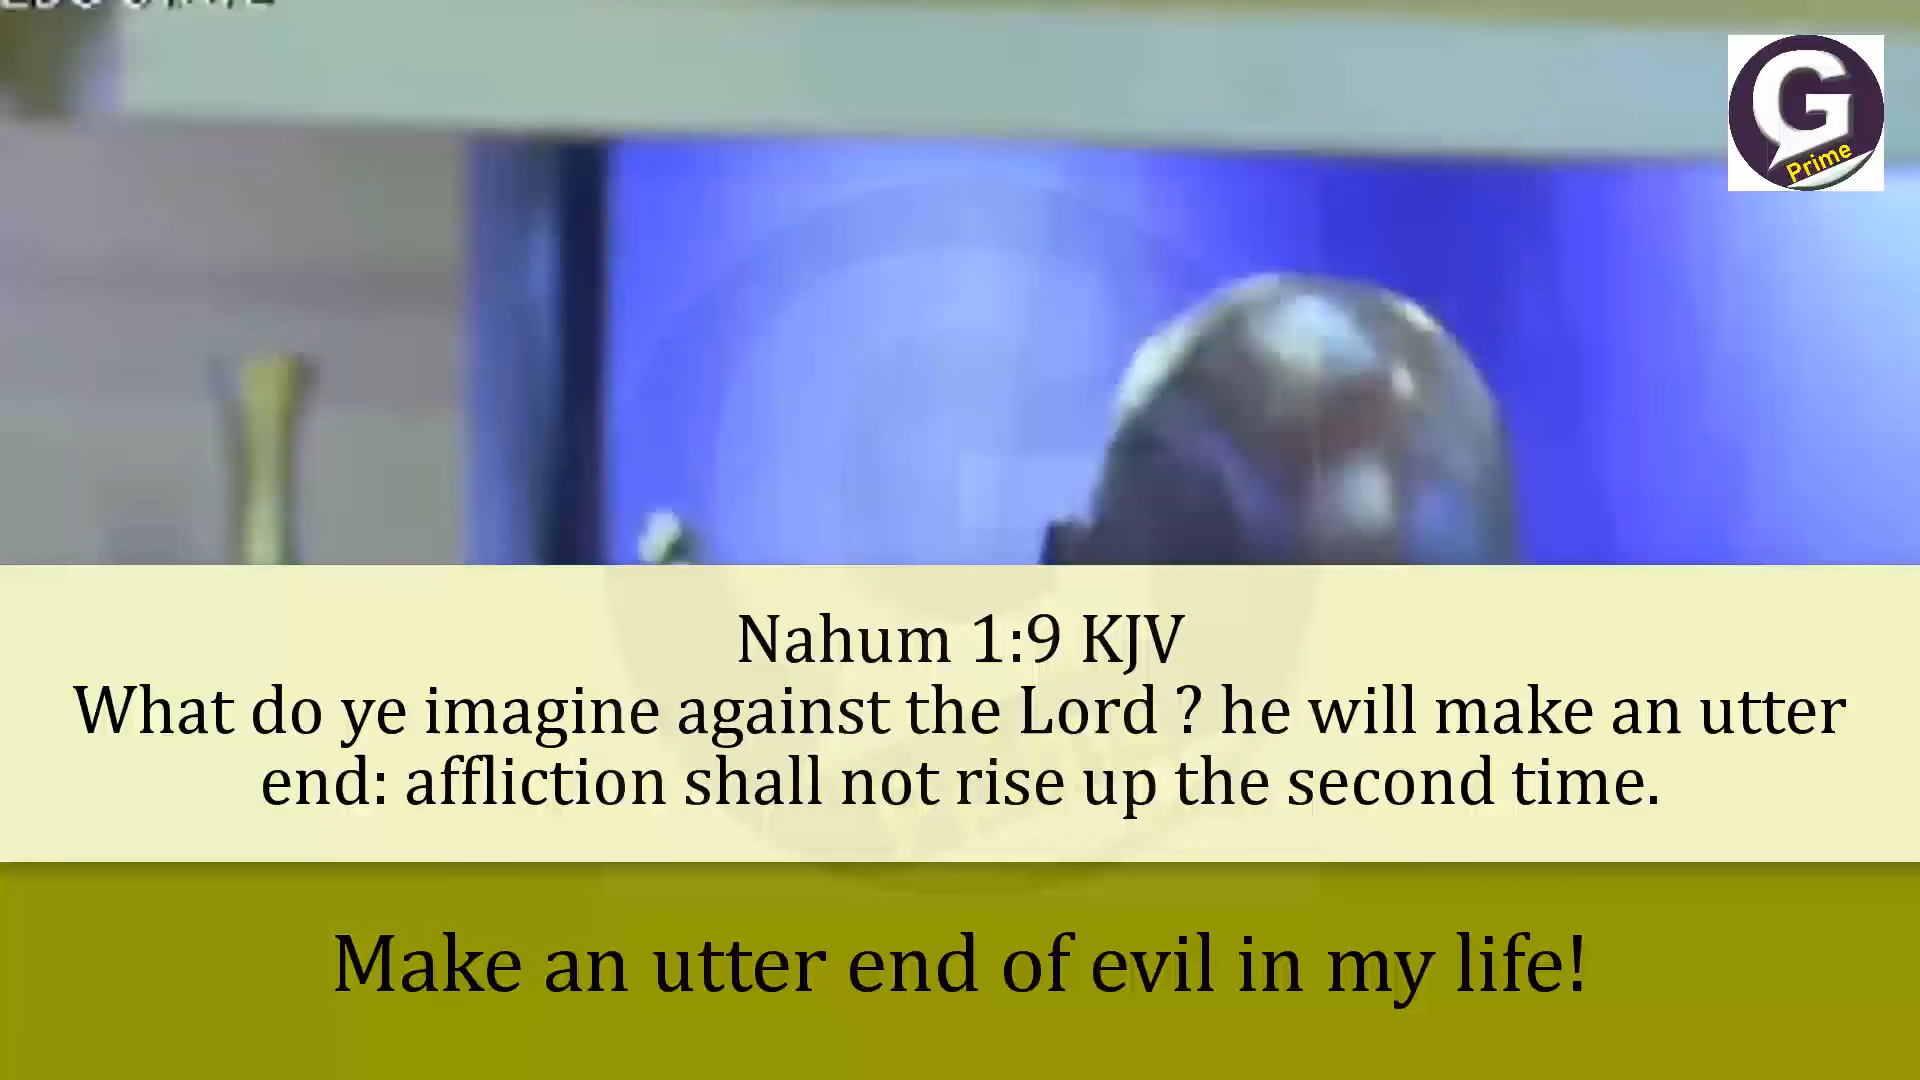 G
Prime
Nahum 1:9 KJV
What do ye imagine against the Lord ? he will make an utter
end: affliction shall not rise up the second time.
Make an utter end of evil in my life!